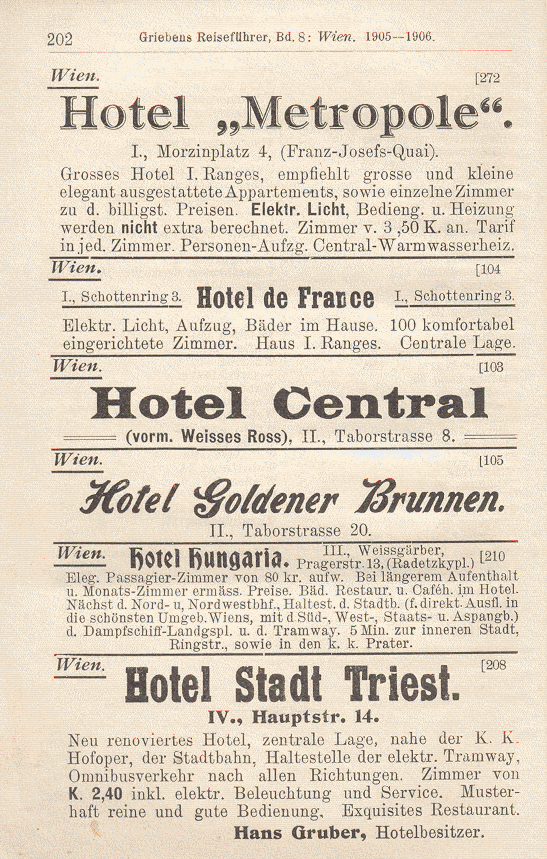 202 Griebens Reiseführer, Bd. 8: Wien. 1905—1906.
Wien. [272
Hotel „Metropole“.
I., Morzinplatz 4, (Franz-Josefs-Quai).
Grosses Hotel I. Ranges, empfiehlt grosse und kleine
elegant ausgestattete Appartements, sowie einzelne Zimmer
zu d. billigst. Preisen. Elektr. Licht, Bedieng. u. Heizung
werden nicht extra berechnet. Zimmer v. 3,50 K. an. Tarif
in jed. Zimmer. Personen-Aufzg. Central-Warmwasserheiz.
Wien. [104
I., Schottenring 3. Hotel de France I., Schottenring 3.
Elektr. Licht, Aufzug, Bäder im Hause. 100 komfortabel
eingerichtete Zimmer. Haus I. Ranges. Centrale Lage.
Wien. [103
Hotel Central
(vorm. Weisses Ross), II., Taborstrasse 8.
Wien. [105
Hotel Goldener Brunnen.
II., Taborstrasse 20.
Wien. Hotel Hungaria. III., Weissgärber, [210
Pragerstr. 13, (Radetzkypl.)
Eleg. Passagier-Zimmer von 80 kr. aufw. Bei längerem Aufenthalt
u. Monats-Zimmer ermäss. Preise. Bäd. Restaur. u. Caféh. im Hotel.
Nächst d. Nord- u, Nordwestbhf., Haltest. d. Stadtb. (f. direkt. Ausfl. in
die schönsten Umgeb. Wiens, mit d Süd-, West-, Staats- u. Aspangb.)
d. Dampfschiff-Landgspl. u. d. Tramway. 5 Min. zur inneren Stadt,
Ringstr., sowie in den k. k. Prater.
Wien. [208
Hotel Stadt Triest.
IV., Hauptstr. 14.
Neu renoviertes Hotel, zentrale Lage, nahe der K. K.
Hofoper, der Stadtbahn, Haltestelle der elektr. Tramway,
Omnibusverkehr nach allen Richtungen. Zimmer von
K. 2,40 inkl. elektr. Beleuchtung und Service. Muster-
haft reine und gute Bedienung. Exquisites Restaurant.
Hans Gruber, Hotelbesitzer.